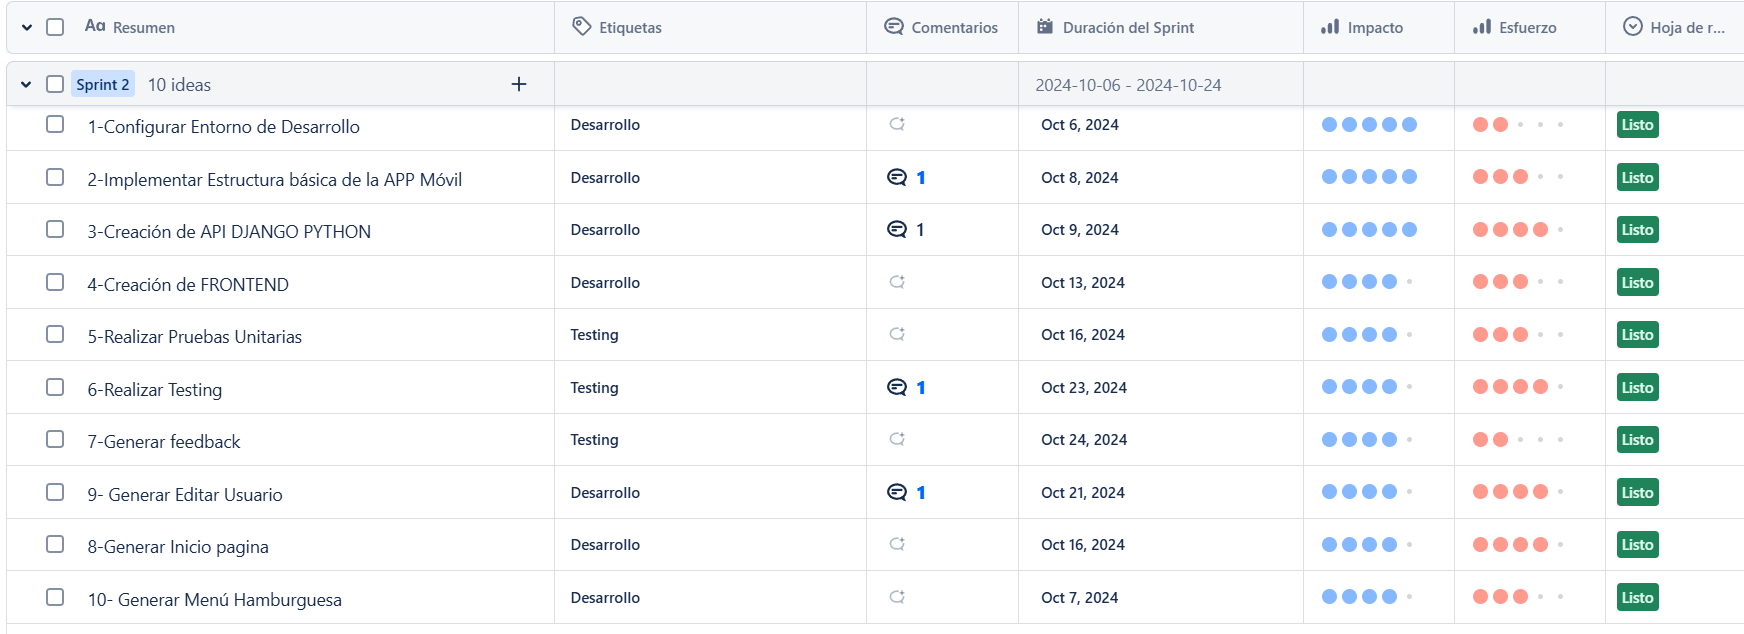 Aa Resumen Etiquetas Comentarios Duración del Sprint Impacto Esfuerzo Hoja de r...
Sprint 2 10 ideas + 2024-10-06 - 2024-10-24
1-Configurar Entorno de Desarrollo Desarrollo Oct 6, 2024 Listo
2-Implementar Estructura básica de la APP Móvil Desarrollo 1 Oct 8, 2024 Listo
3-Creación de API DJANGO PYTHON Desarrollo 1 Oct 9, 2024 Listo
4-Creación de FRONTEND Desarrollo Oct 13, 2024 Listo
5-Realizar Pruebas Unitarias Testing Oct 16, 2024 Listo
6-Realizar Testing Testing 1 Oct 23, 2024 Listo
7-Generar feedback Testing Oct 24, 2024 Listo
9- Generar Editar Usuario Desarrollo 1 Oct 21, 2024 Listo
8-Generar Inicio pagina Desarrollo Oct 16, 2024 Listo
10- Generar Menú Hamburguesa Desarrollo Oct 7, 2024 Listo